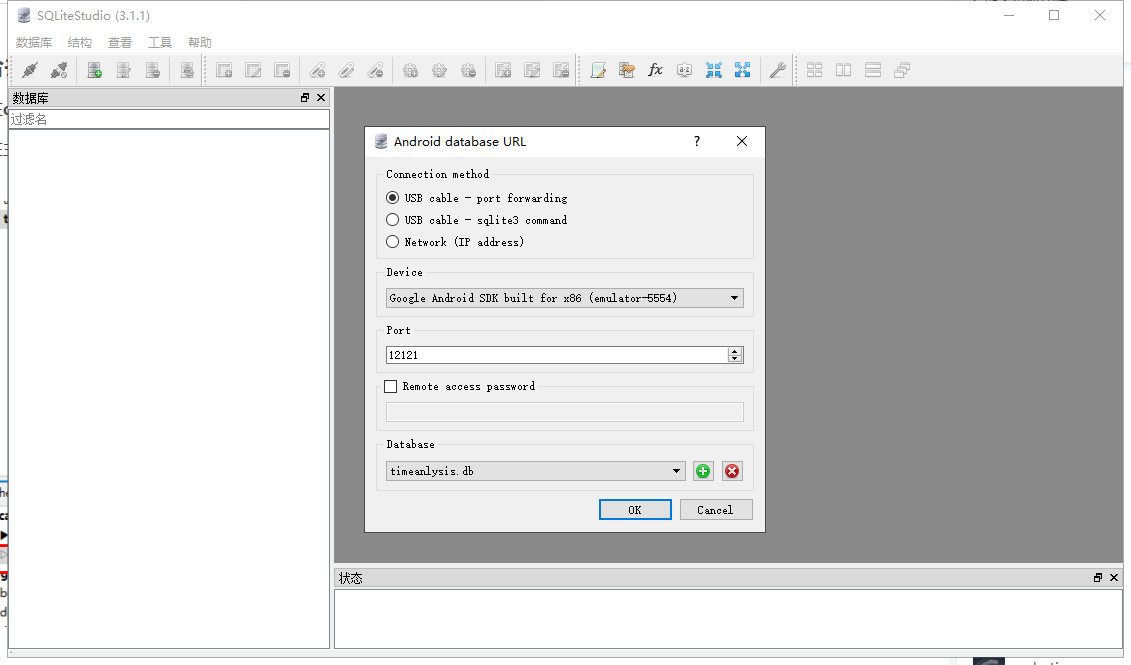 SQLiteStudio (3.1.1)
数据库 结构 查看 工具 帮助
数据库
过滤名
Android database URL
Connection method
USB cable - port forwarding
USB cable - sqlite3 command
Network (IP address)
Device
Google Android SDK built for x86 (emulator-5554)
Port
12121
Remote access password
Database
timeanlysis.db
OK Cancel
状态